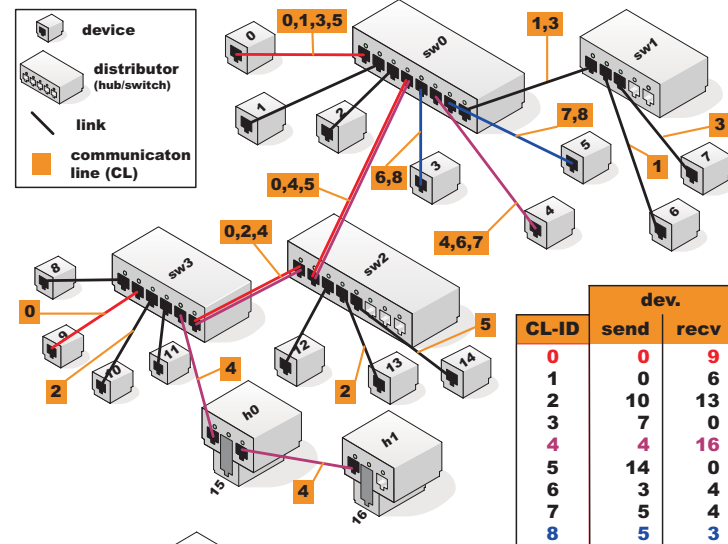 device
distributor
(hub/switch)
link
communicaton
line (CL)
0
0,1,3,5
sw0
1,3
sw1
1
2
3
6,8
7,8
5
3
1
7
6
0,4,5
4,6,7
4
0,2,4
sw3
sw2
8
0
9
2
10
11
4
12
2
13
5
14
h0
15
4
h1
16
dev.
CL-ID send recv
0 0 9
1 0 6
2 10 13
3 7 0
4 4 16
5 14 0
6 3 4
7 5 4
8 5 3